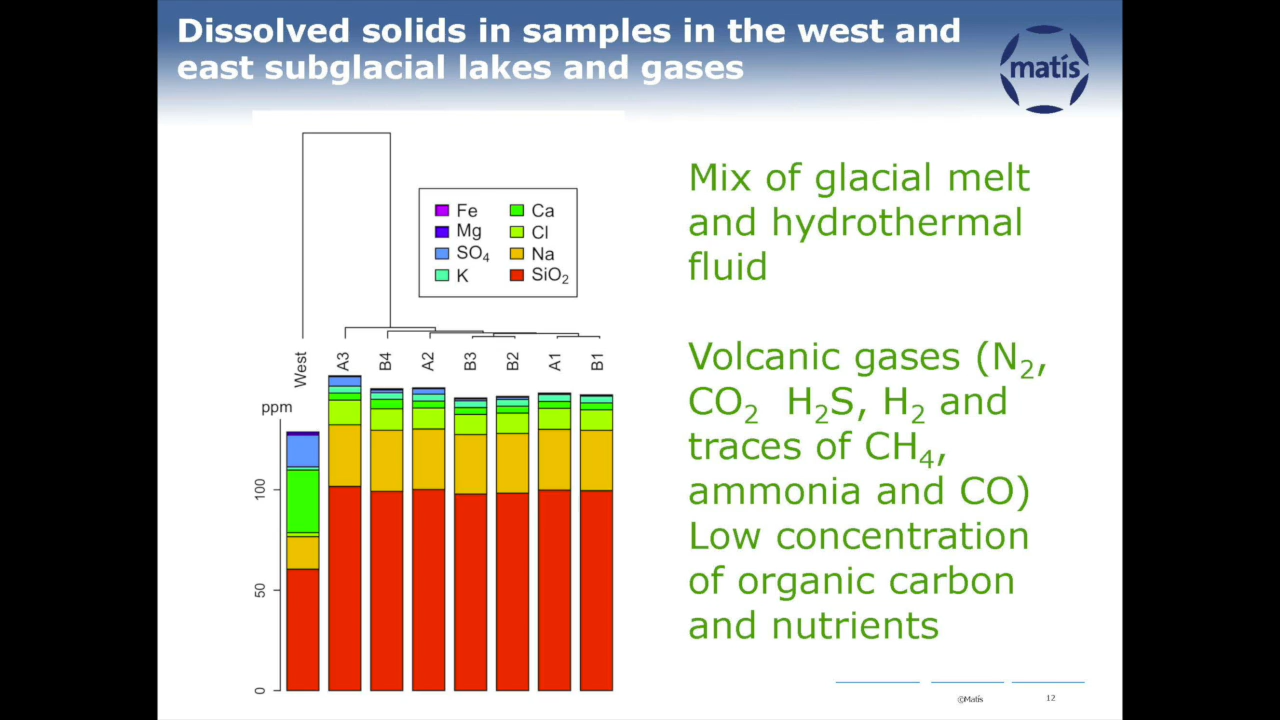 Dissolved solids in samples in the west and
east subglacial lakes and gases
matís
Fe
Ca
Mg
Cl
SO₄
Na
K
SiO₂
West
A3
B4
A2
B3
B2
A1
B1
ppm
100
50
0
Mix of glacial melt
and hydrothermal
fluid
Volcanic gases (N₂,
CO₂ H₂S, H₂ and
traces of CH₄,
ammonia and CO)
Low concentration
of organic carbon
and nutrients
©Matís
12